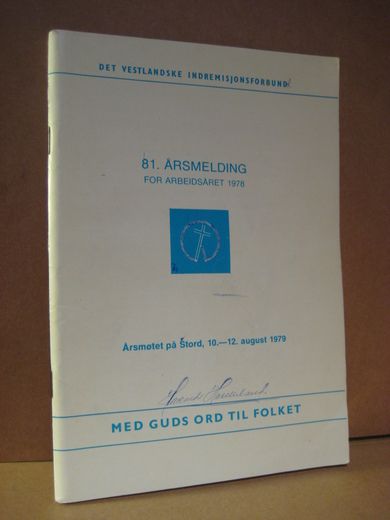 DET VESTLANDSKE INDREMISJONSFORBUND
81. ÅRSMELDING
FOR ARBEIDSÅRET 1978
Årsmøtet på Stord, 10.—12. august 1979
MED GUDS ORD TIL FOLKET